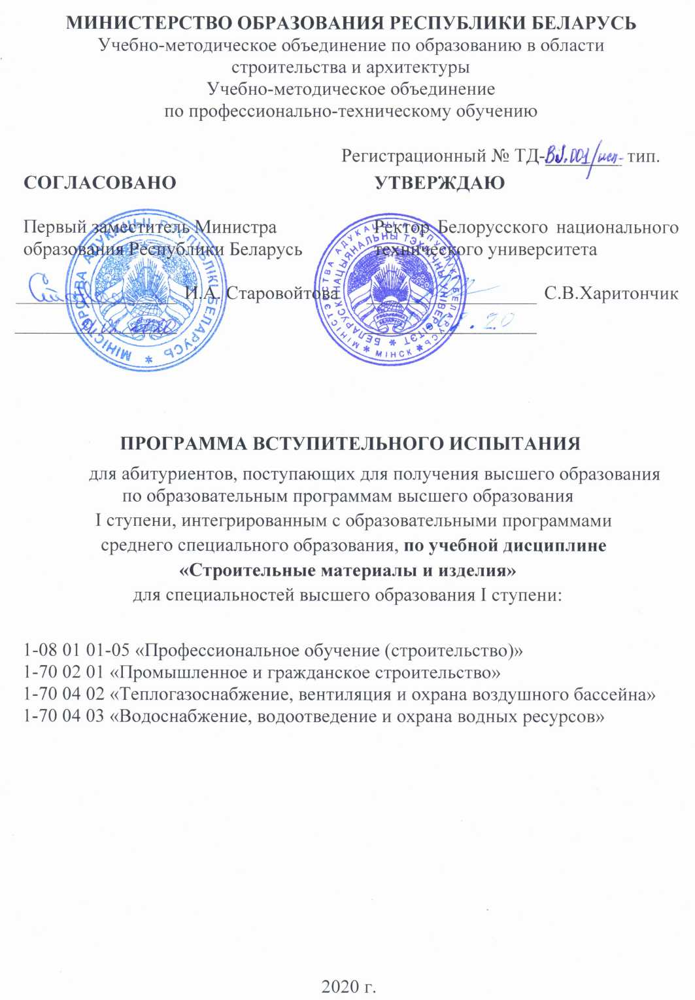 МИНИСТЕРСТВО ОБРАЗОВАНИЯ РЕСПУБЛИКИ БЕЛАРУСЬ
Учебно-методическое объединение по образованию в области
строительства и архитектуры
Учебно-методическое объединение
по профессионально-техническому обучению
Регистрационный № ТД- тип.
СОГЛАСОВАНО
Первый заместитель Министра
образования Республики Беларусь
И.А. Старовойтова
УТВЕРЖДАЮ
Ректор Белорусского национального
технического университета
С.В.Харитончик
МІНІСТЭРСТВА АДУКАЦЫІ РЭСПУБЛІКІ БЕЛАРУСЬ
МІНІСТЭРСТВА АДУКАЦЫІ РЭСПУБЛІКІ БЕЛАРУСЬ
БЕЛАРУСКІ НАЦЫЯНАЛЬНЫ ТЭХНІЧНЫ УНІВЕРСІТЭТ
МІНСК
ПРОГРАММА ВСТУПИТЕЛЬНОГО ИСПЫТАНИЯ
для абитуриентов, поступающих для получения высшего образования
по образовательным программам высшего образования
I ступени, интегрированным с образовательными программами
среднего специального образования, по учебной дисциплине
«Строительные материалы и изделия»
для специальностей высшего образования I ступени:
1-08 01 01-05 «Профессиональное обучение (строительство)»
1-70 02 01 «Промышленное и гражданское строительство»
1-70 04 02 «Теплогазоснабжение, вентиляция и охрана воздушного бассейна»
1-70 04 03 «Водоснабжение, водоотведение и охрана водных ресурсов»
2020 г.